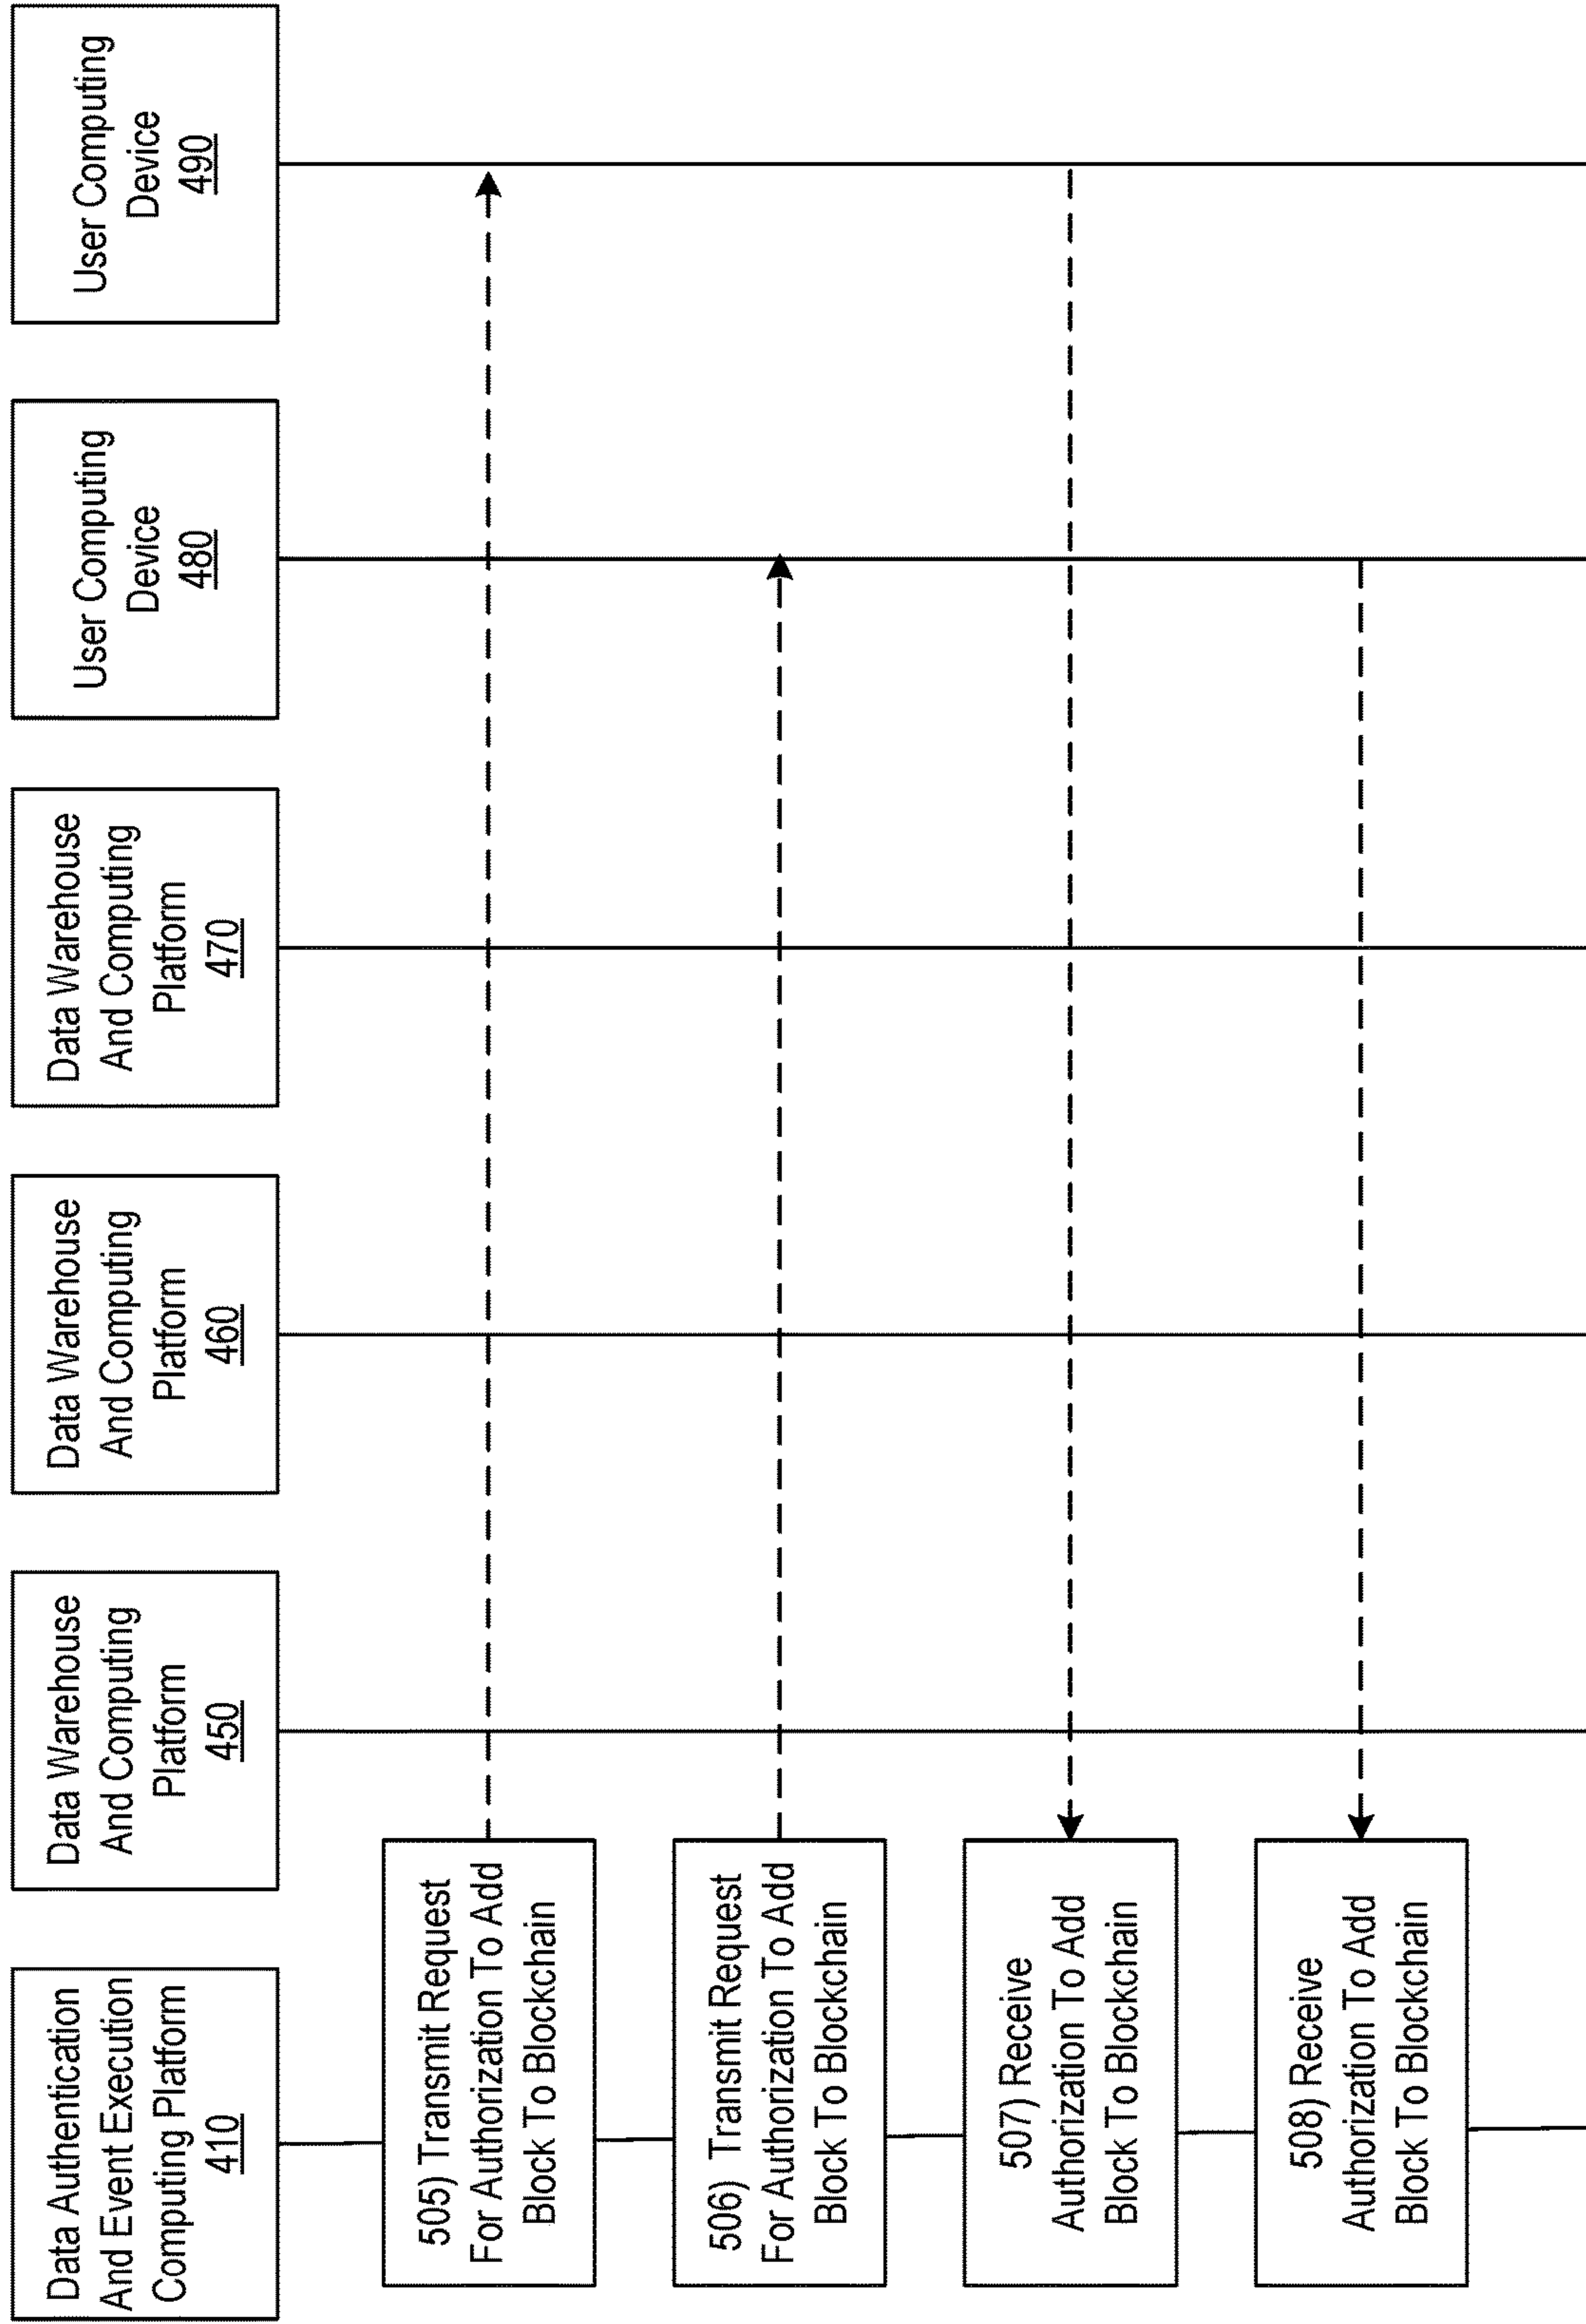 Data Authentication
And Event Execution
Computing Platform
410
Data Warehouse
And Computing
Platform
450
Data Warehouse
And Computing
Platform
460
Data Warehouse
And Computing
Platform
470
User Computing
Device
480
User Computing
Device
490
505) Transmit Request
For Authorization To Add
Block To Blockchain
506) Transmit Request
For Authorization To Add
Block To Blockchain
507) Receive
Authorization To Add
Block To Blockchain
508) Receive
Authorization To Add
Block To Blockchain